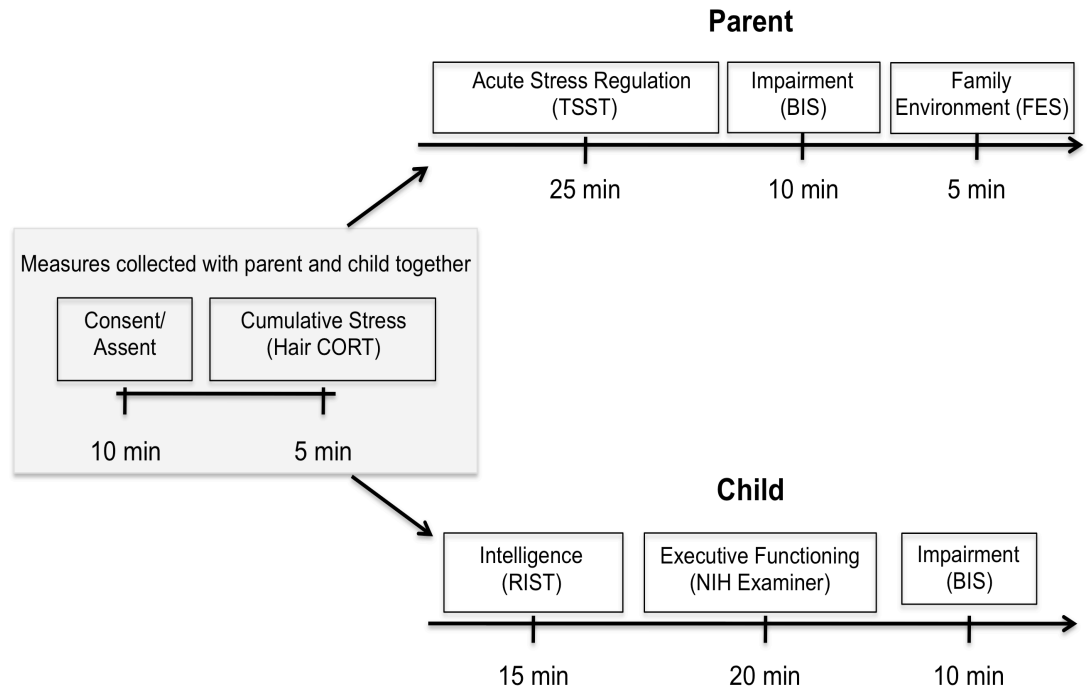 Parent
Acute Stress Regulation
(TSST)
Impairment
(BIS)
Family
Environment (FES)
25 min
10 min
5 min
Measures collected with parent and child together
Consent/
Assent
Cumulative Stress
(Hair CORT)
10 min
5 min
Child
Intelligence
(RIST)
Executive Functioning
(NIH Examiner)
Impairment
(BIS)
15 min
20 min
10 min